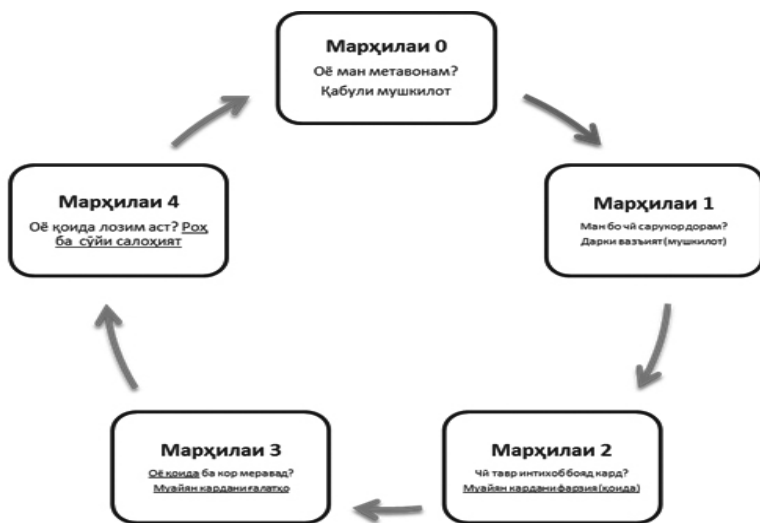 Марҳилаи 0
Оё ман метавонам?
Қабули мушкилот
Марҳилаи 1
Ман бо чӣ сарукор дорам?
Дарки вазъият (мушкилот)
Марҳилаи 2
Чӣ тавр интихоб бояд кард?
Муайян кардани фарзия (қоида)
Марҳилаи 3
Оё қоида ба кор меравад?
Муайян кардани ғалатҳо
Марҳилаи 4
Оё қоида лозим аст? Роҳ
ба сӯйи салоҳият